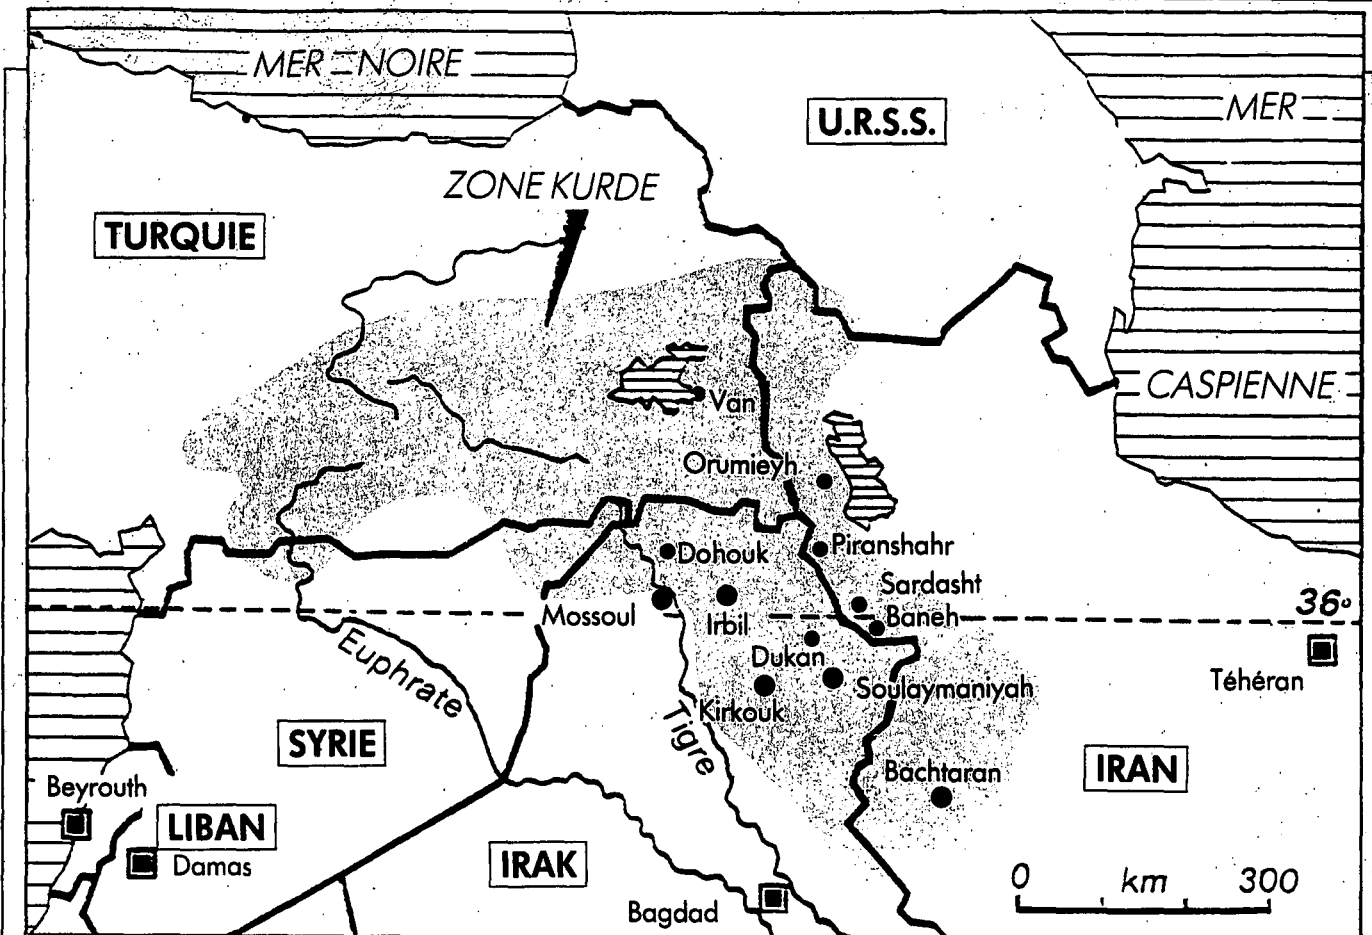 MER NOIRE
MER
U.R.S.S.
ZONE KURDE
TURQUIE
CASPIENNE
Van
Orumieyh
Piranshahr
Dohouk
Sardasht
36°
Mossoul
Irbil
Baneh
Dukan
Téhéran
Soulaymaniyah
Euphrate
Kirkouk
Tigre
SYRIE
IRAN
Bachtaran
Beyrouth
LIBAN
Damas
IRAK
0 km 300
Bagdad